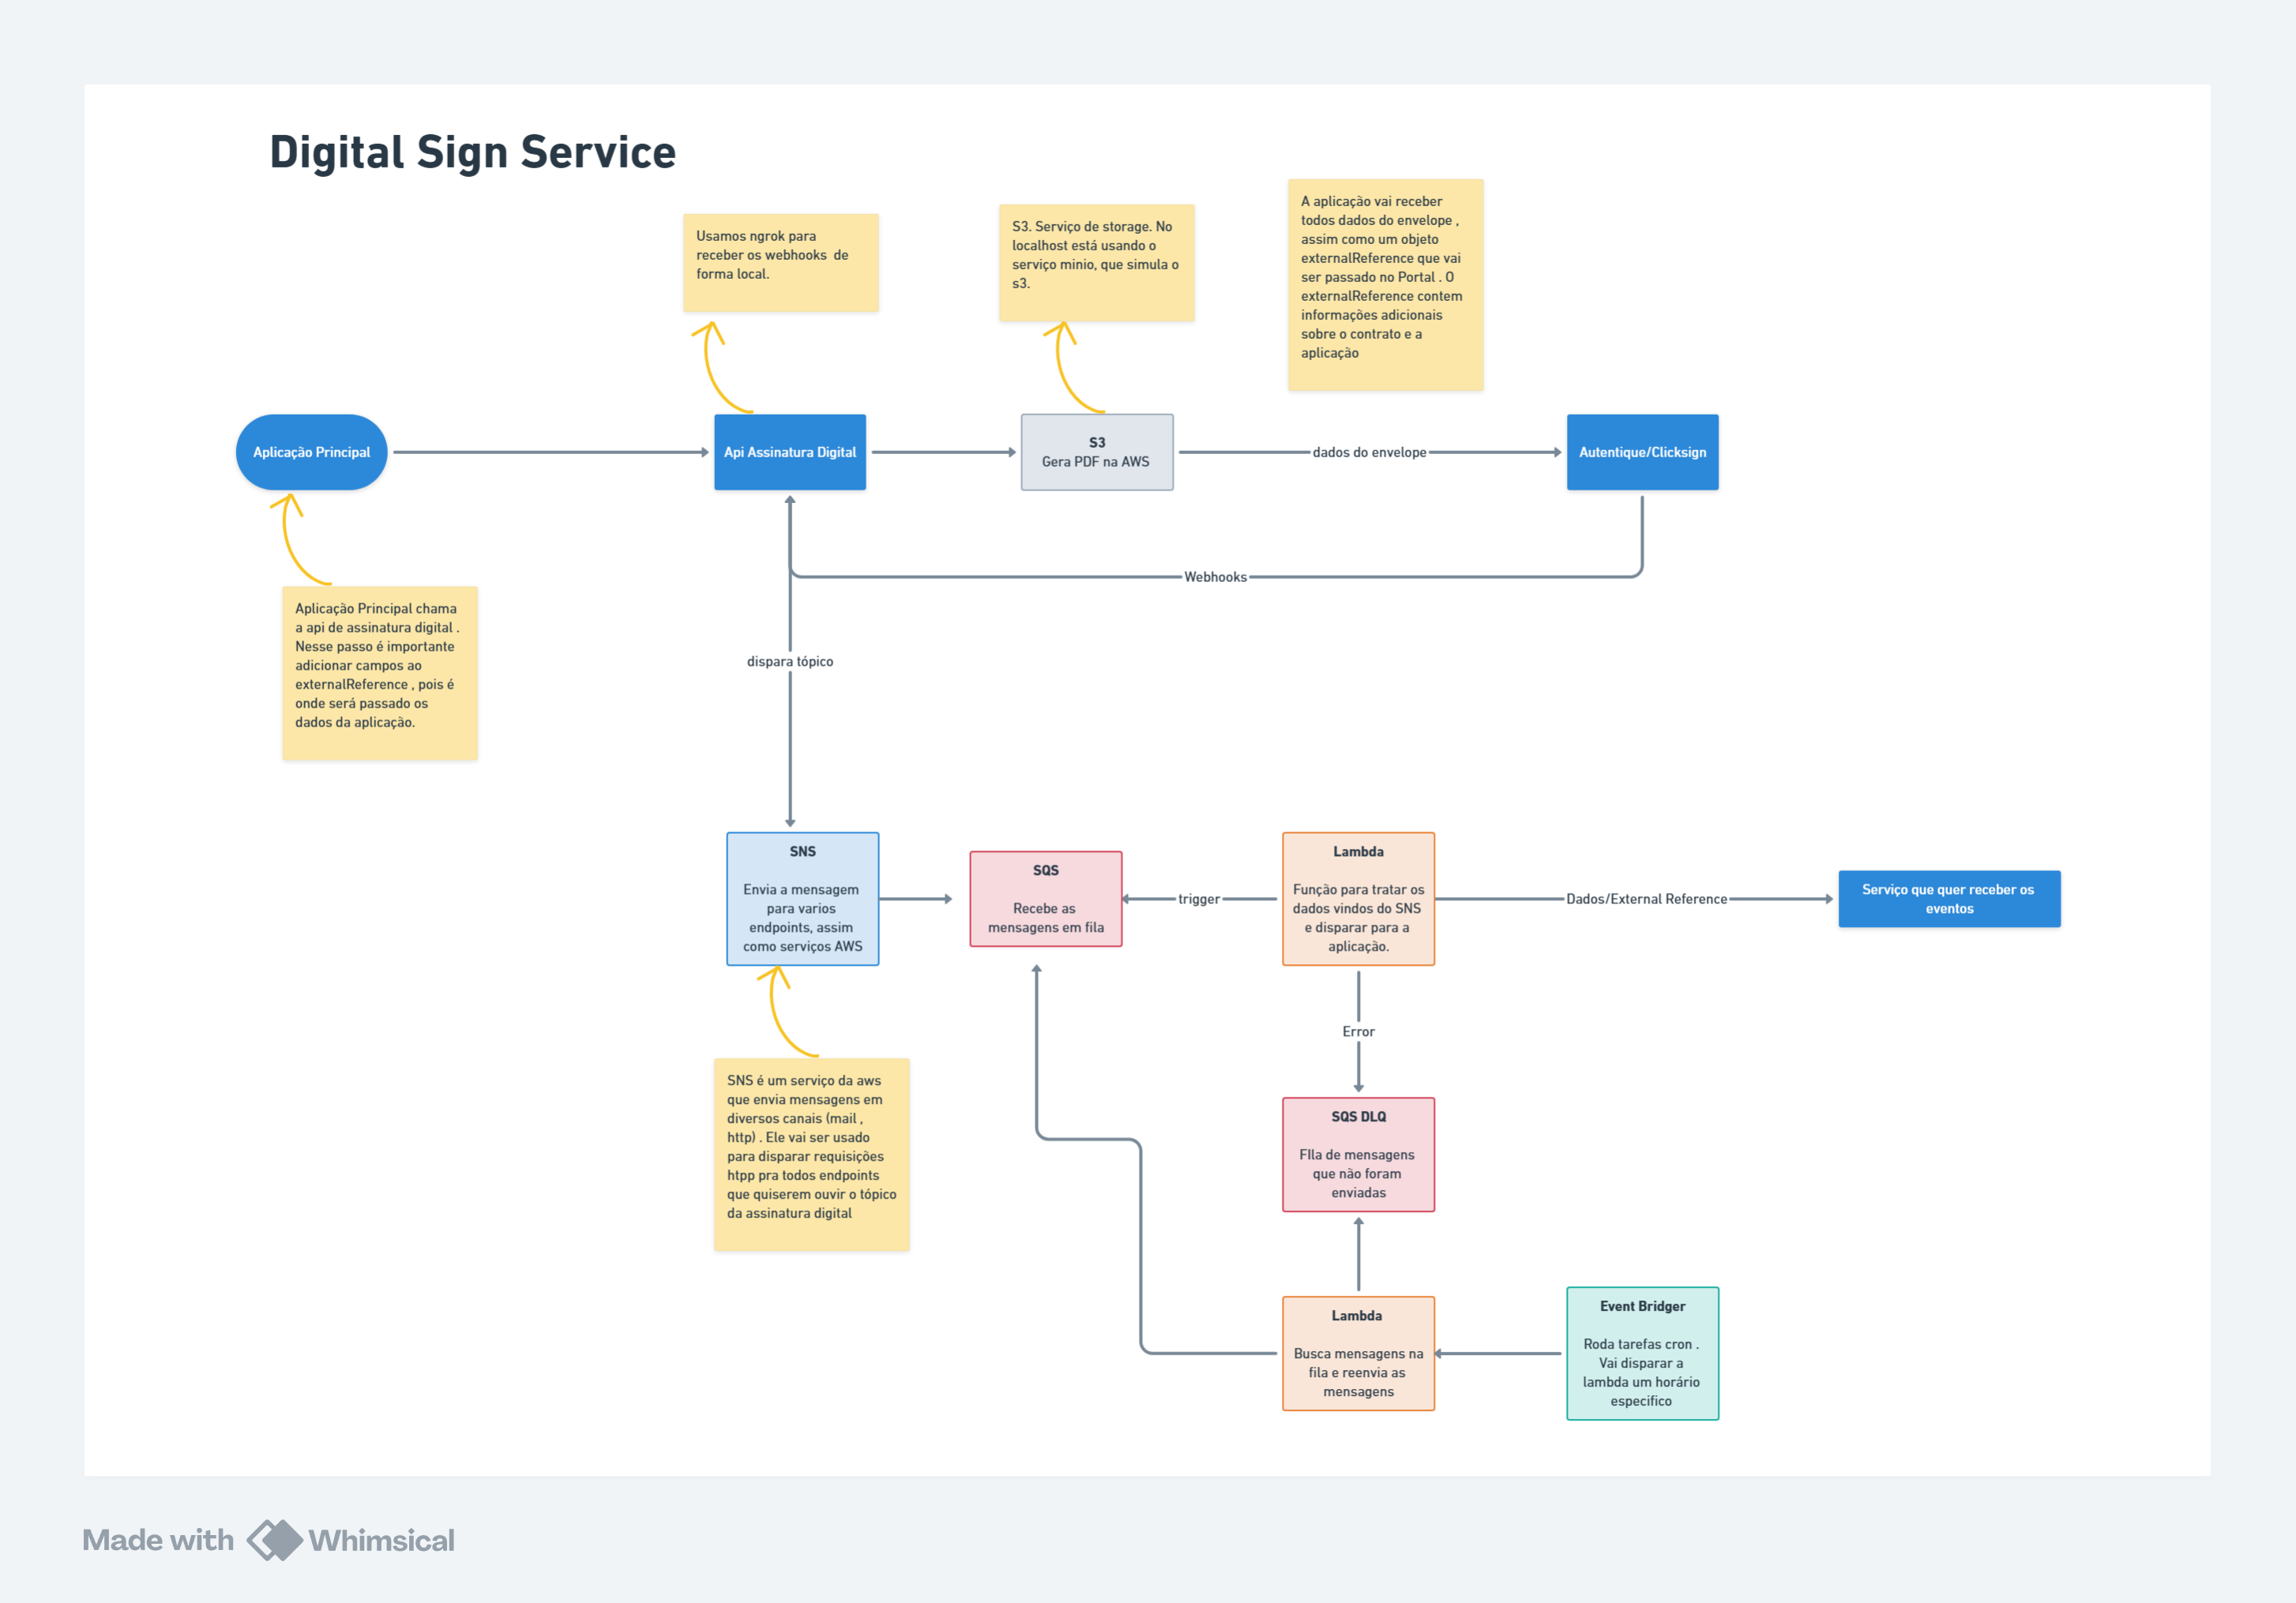 Digital Sign Service
Usamos ngrok para
receber os webhooks de
forma local.
S3. Serviço de storage. No
localhost está usando o
serviço minio, que simula o
s3.
A aplicação vai receber
todos dados do envelope ,
assim como um objeto
externalReference que vai
ser passado no Portal . O
externalReference contem
informações adicionais
sobre o contrato e a
aplicação
Aplicação Principal
Api Assinatura Digital
S3
Gera PDF na AWS
dados do envelope
Autentique/Clicksign
Webhooks
Aplicação Principal chama
a api de assinatura digital .
Nesse passo é importante
adicionar campos ao
externalReference , pois é
onde será passado os
dados da aplicação.
dispara tópico
SNS
Envia a mensagem
para varios
endpoints, assim
como serviços AWS
SQS
Recebe as
mensagens em fila
trigger
Lambda
Função para tratar os
dados vindos do SNS
e disparar para a
aplicação.
Dados/External Reference
Serviço que quer receber os
eventos
Error
SNS é um serviço da aws
que envia mensagens em
diversos canais (mail ,
http) . Ele vai ser usado
para disparar requisições
htpp pra todos endpoints
que quiserem ouvir o tópico
da assinatura digital
SQS DLQ
FIla de mensagens
que não foram
enviadas
Lambda
Busca mensagens na
fila e reenvia as
mensagens
Event Bridger
Roda tarefas cron .
Vai disparar a
lambda um horário
especifico
Made with Whimsical